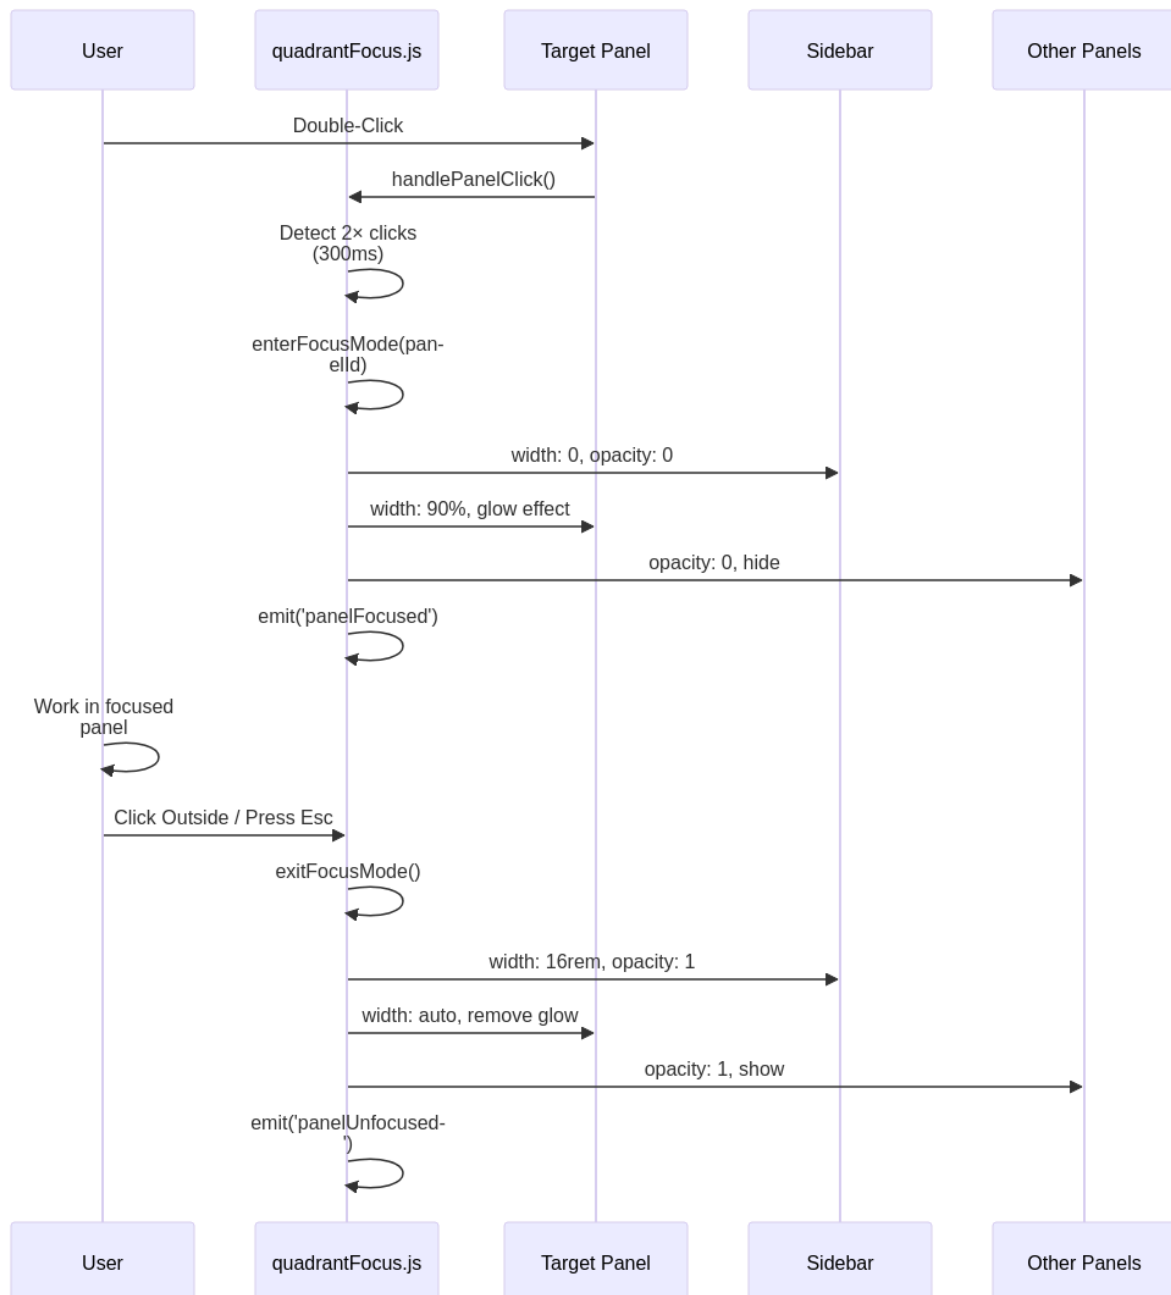 User
quadrantFocus.js
Target Panel
Sidebar
Other Panels
Double-Click
handlePanelClick()
Detect 2× clicks
(300ms)
enterFocusMode(pan-
elId)
width: 0, opacity: 0
width: 90%, glow effect
opacity: 0, hide
emit('panelFocused')
Work in focused
panel
Click Outside / Press Esc
exitFocusMode()
width: 16rem, opacity: 1
width: auto, remove glow
opacity: 1, show
emit('panelUnfocused-
')
User
quadrantFocus.js
Target Panel
Sidebar
Other Panels